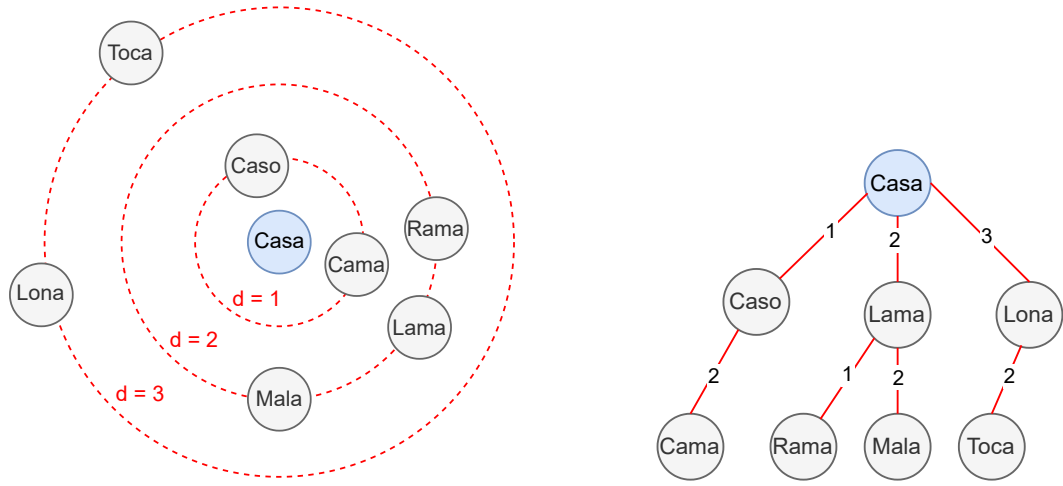 Toca
Caso
Casa
Rama
Cama
Lona
d = 1
Lama
d = 2
d = 3
Mala
Casa
1
2
3
Caso
Lama
Lona
2
1
2
2
Cama
Rama
Mala
Toca